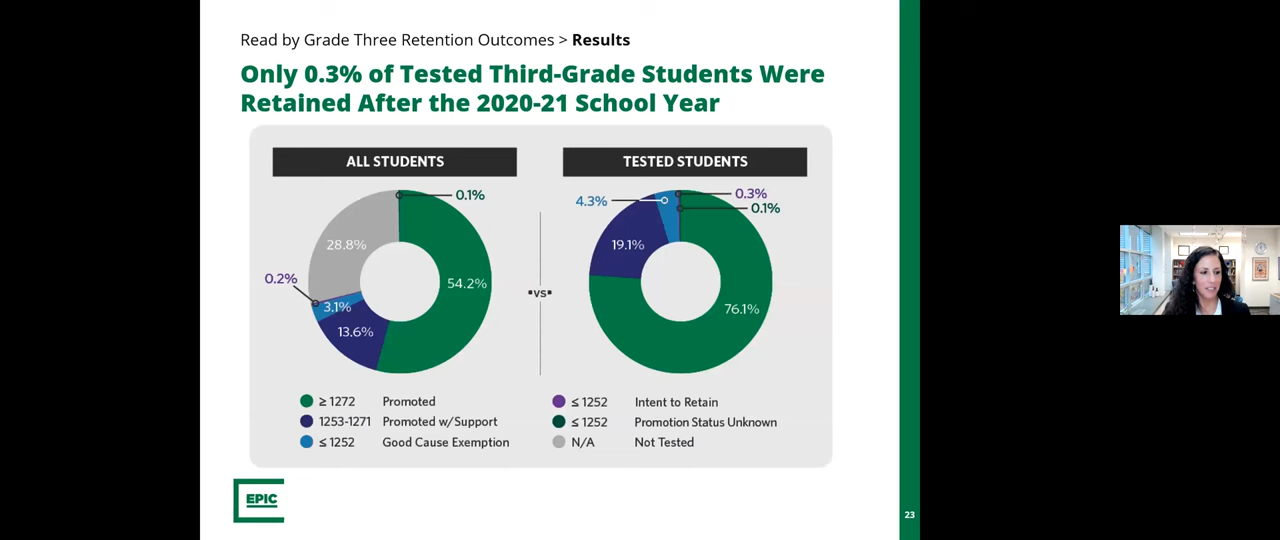 Read by Grade Three Retention Outcomes > Results
Only 0.3% of Tested Third-Grade Students Were
Retained After the 2020-21 School Year
ALL STUDENTS
0.1%
28.8%
54.2%
0.2%
3.1%
13.6%
•vs•
TESTED STUDENTS
0.3%
4.3%
0.1%
19.1%
76.1%
≥ 1272 Promoted
1253-1271 Promoted w/Support
≤ 1252 Good Cause Exemption
≤ 1252 Intent to Retain
≤ 1252 Promotion Status Unknown
N/A Not Tested
EPIC
23